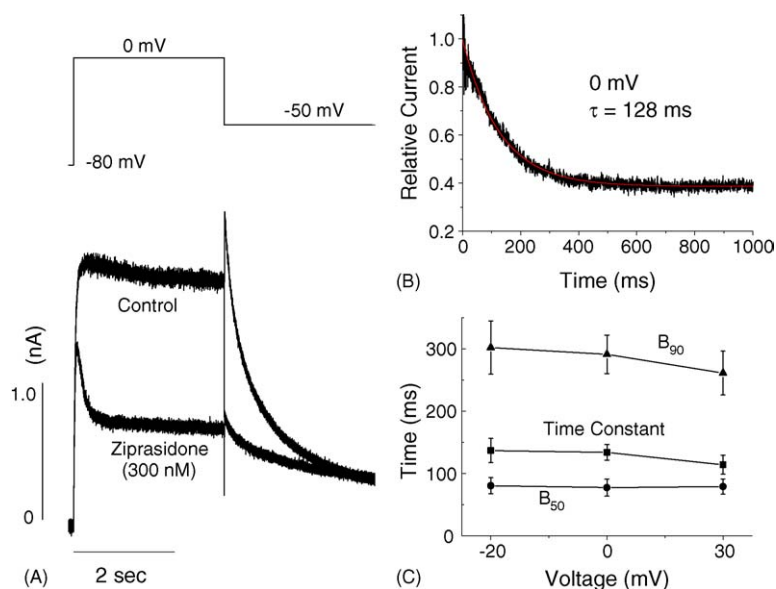 0 mV
-50 mV
-80 mV
Control
(nA)
1.0
Ziprasidone
(300 nM)
0
2 sec
(A)
Relative Current
1.0
0.8
0.6
0.4
0.2
0 mV
τ = 128 ms
0 200 400 600 800 1000
Time (ms)
(B)
Time (ms)
300
200
100
0
B90
Time Constant
B50
-20 0 30
Voltage (mV)
(C)